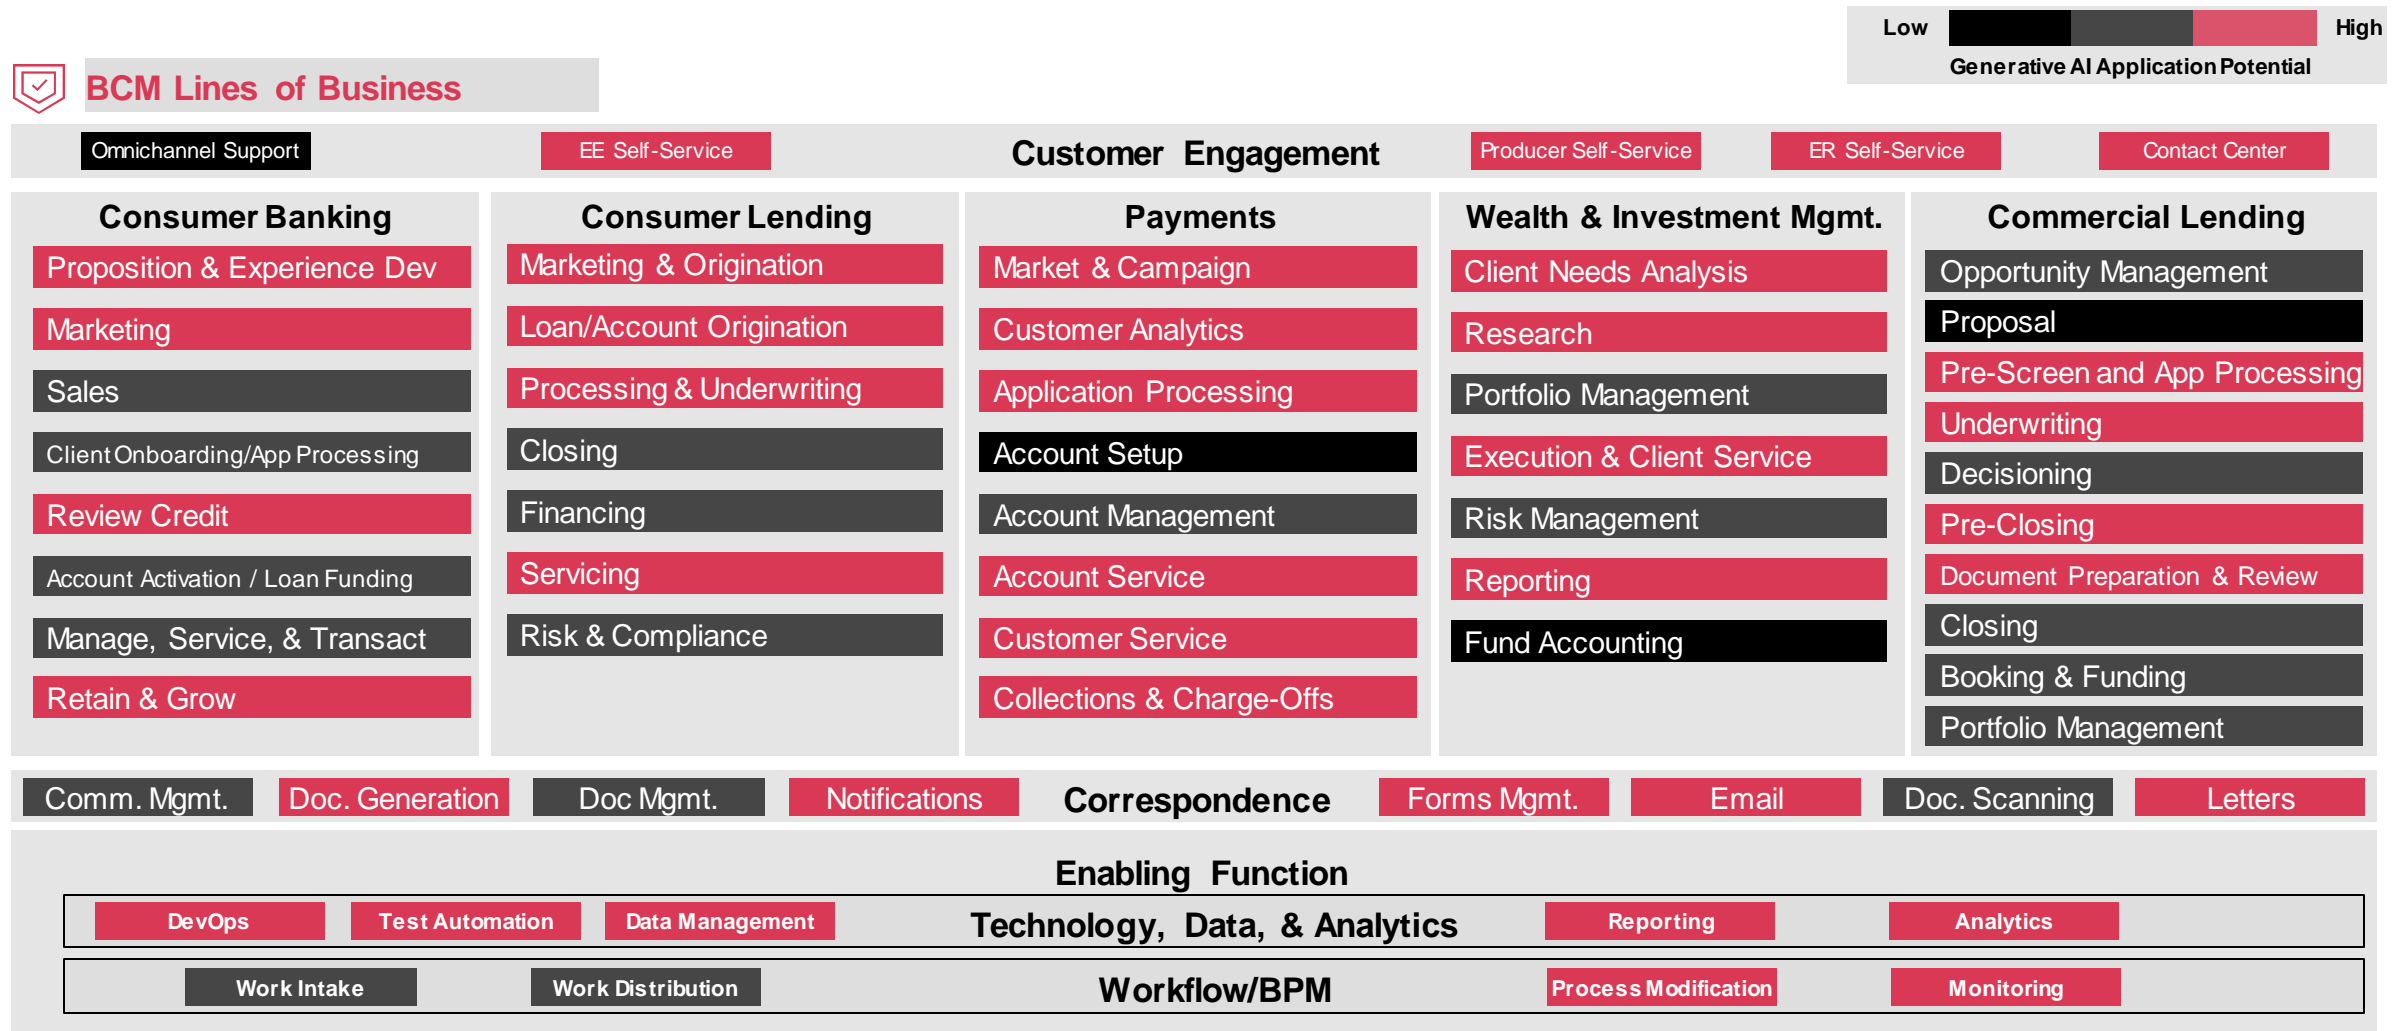 Low High
Generative AI Application Potential
BCM Lines of Business
Omnichannel Support EE Self-Service Customer Engagement Producer Self-Service ER Self-Service Contact Center
Consumer Banking
Proposition & Experience Dev
Marketing
Sales
Client Onboarding/App Processing
Review Credit
Account Activation / Loan Funding
Manage, Service, & Transact
Retain & Grow
Consumer Lending
Marketing & Origination
Loan/Account Origination
Processing & Underwriting
Closing
Financing
Servicing
Risk & Compliance
Payments
Market & Campaign
Customer Analytics
Application Processing
Account Setup
Account Management
Account Service
Customer Service
Collections & Charge-Offs
Wealth & Investment Mgmt.
Client Needs Analysis
Research
Portfolio Management
Execution & Client Service
Risk Management
Reporting
Fund Accounting
Commercial Lending
Opportunity Management
Proposal
Pre-Screen and App Processing
Underwriting
Decisioning
Pre-Closing
Document Preparation & Review
Closing
Booking & Funding
Portfolio Management
Comm. Mgmt. Doc. Generation Doc Mgmt. Notifications Correspondence Forms Mgmt. Email Doc. Scanning Letters
Enabling Function
DevOps Test Automation Data Management Technology, Data, & Analytics Reporting Analytics
Work Intake Work Distribution Workflow/BPM Process Modification Monitoring